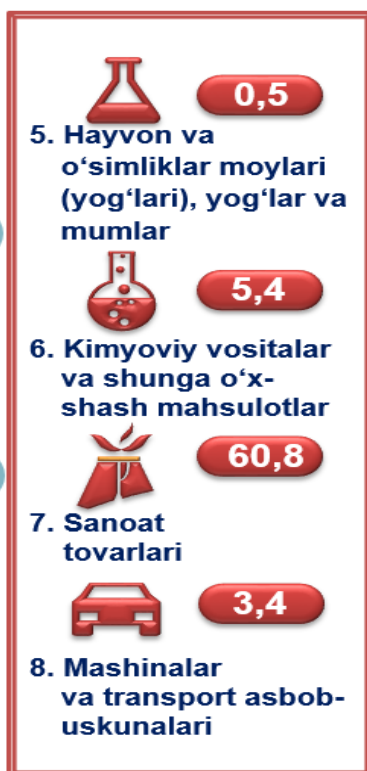 0,5
5. Hayvon va
o‘simliklar moylari
(yog‘lari), yog‘lar va
mumlar
5,4
6. Kimyoviy vositalar
va shunga o‘x-
shash mahsulotlar
60,8
7. Sanoat
tovarlari
3,4
8. Mashinalar
va transport asbob-
uskunalari